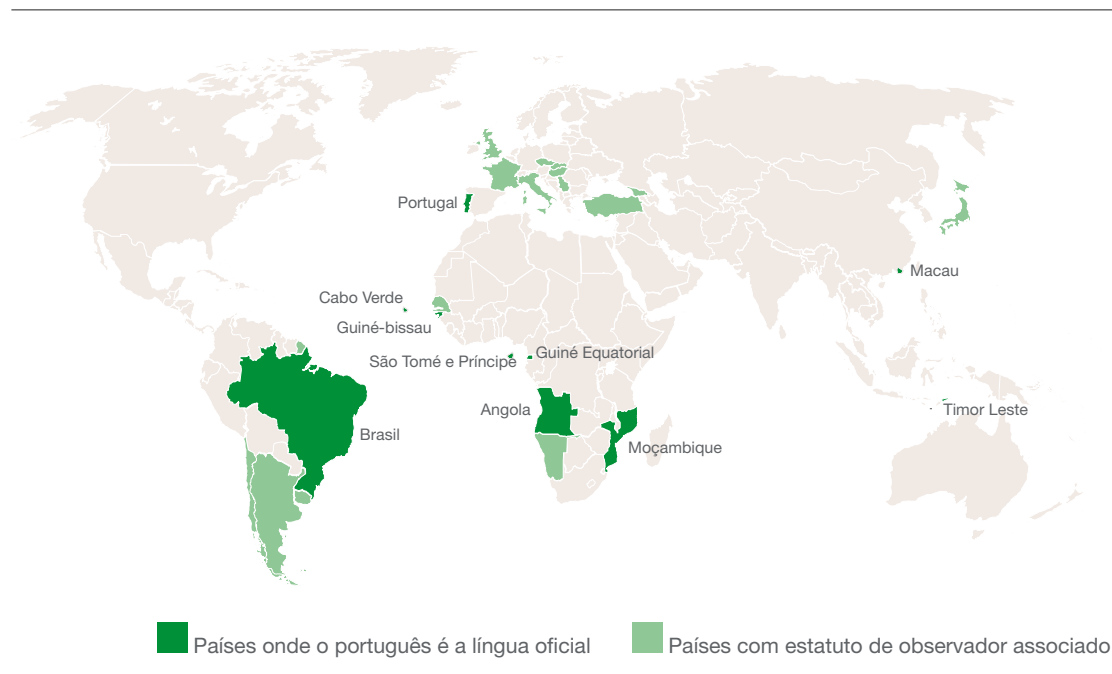 Portugal
Macau
Cabo Verde
Guiné-bissau
São Tomé e Príncipe
Guiné Equatorial
Angola
Timor Leste
Brasil
Moçambique
Países onde o português é a língua oficial
Países com estatuto de observador associado